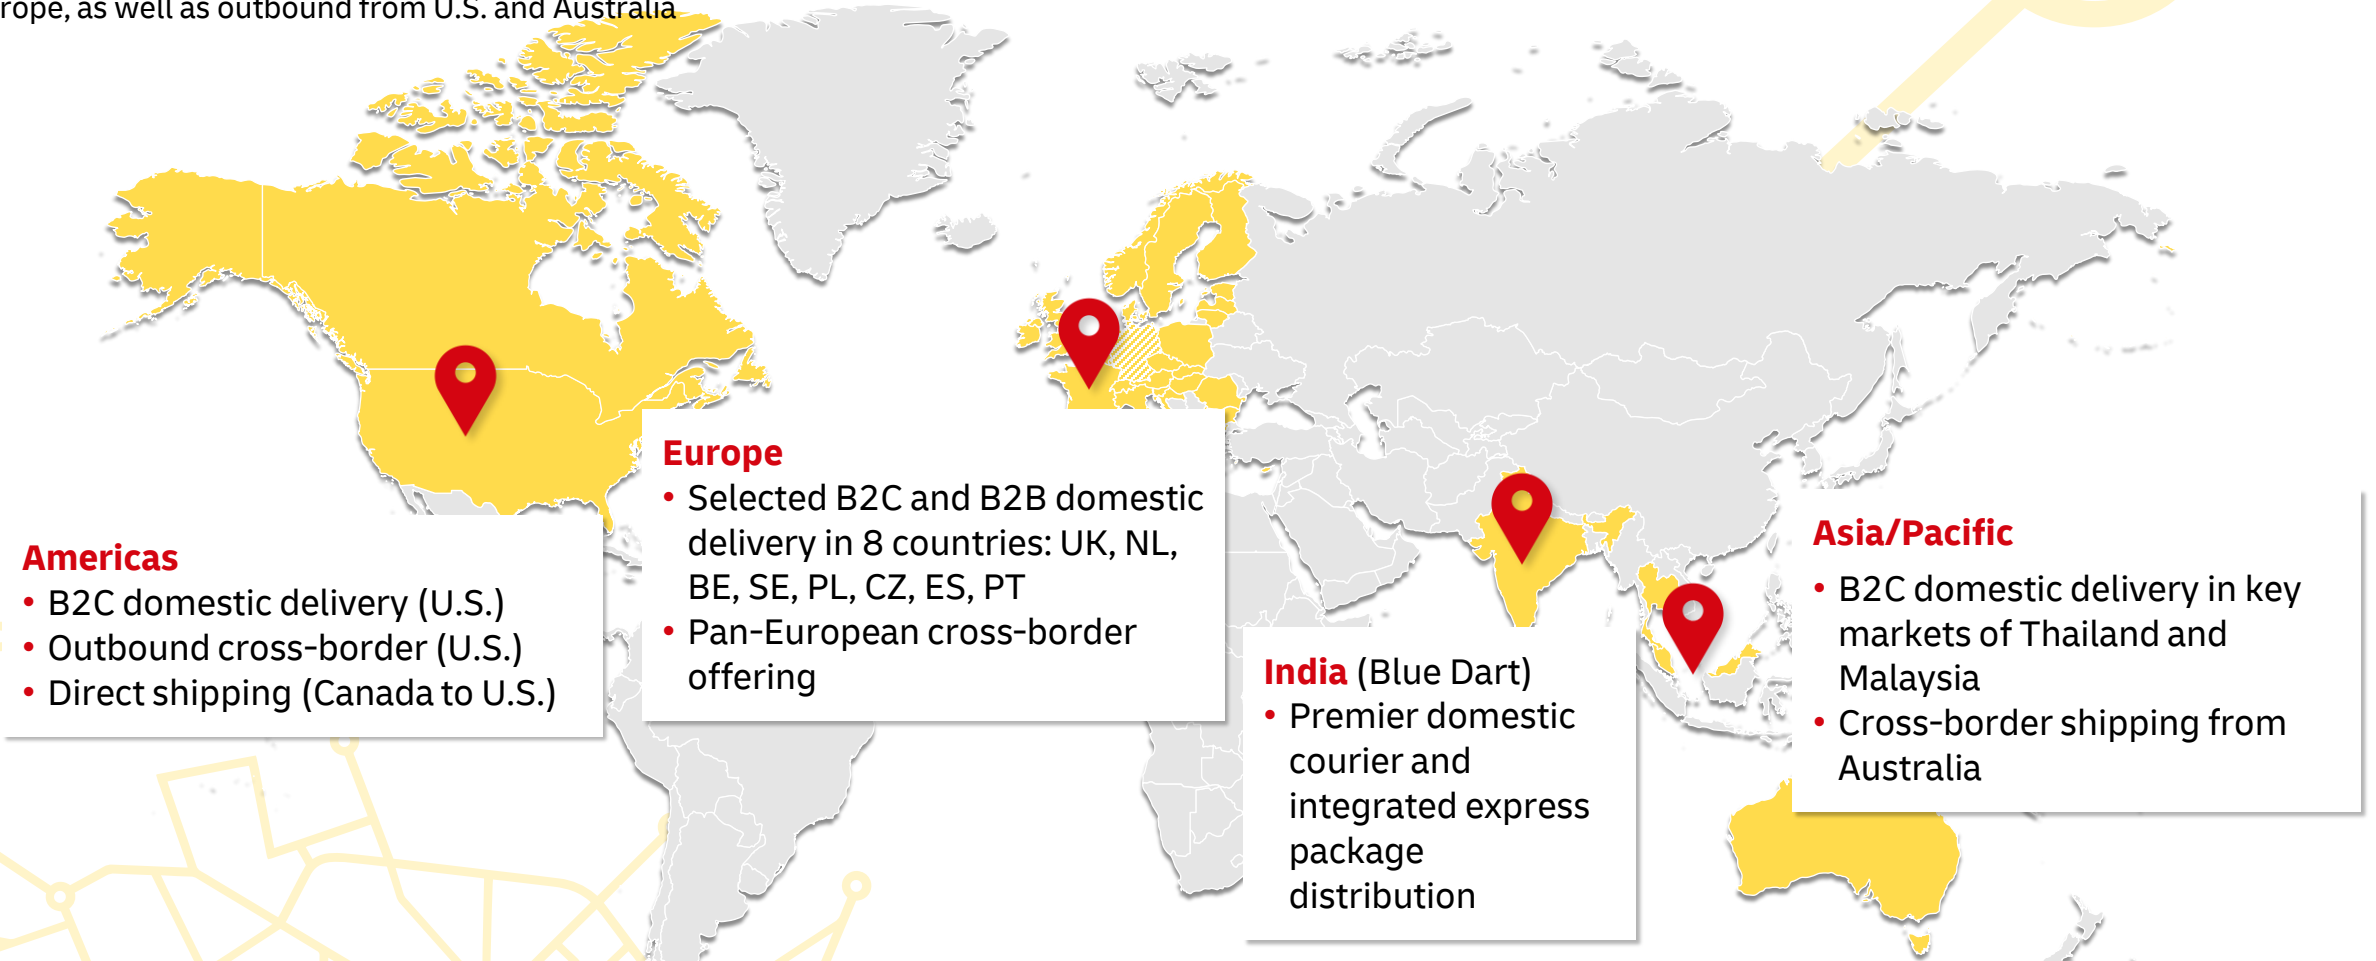 rope, as well as outbound from U.S. and Australia
Europe
• Selected B2C and B2B domestic
delivery in 8 countries: UK, NL,
BE, SE, PL, CZ, ES, PT
• Pan-European cross-border
offering
Americas
• B2C domestic delivery (U.S.)
• Outbound cross-border (U.S.)
• Direct shipping (Canada to U.S.)
India (Blue Dart)
• Premier domestic
courier and
integrated express
package
distribution
Asia/Pacific
• B2C domestic delivery in key
markets of Thailand and
Malaysia
• Cross-border shipping from
Australia